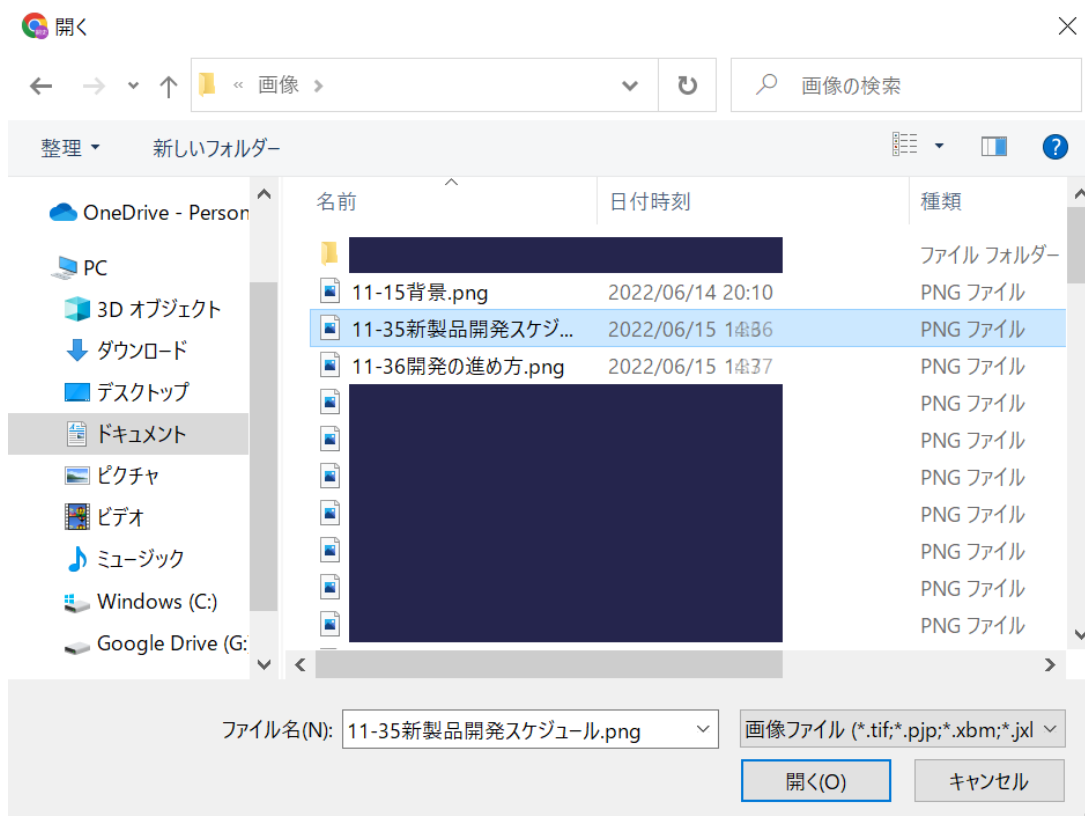 開く
« 画像 ›
画像の検索
整理
新しいフォルダー
?
名前 日付時刻 種類
OneDrive - Person
PC
3D オブジェクト
ダウンロード
デスクトップ
ドキュメント
ピクチャ
ビデオ
ミュージック
Windows (C:)
Google Drive (G:
ファイル フォルダー
11-15背景.png 2022/06/14 20:10 PNG ファイル
11-35新製品開発スケジ... 2022/06/15 PNG ファイル
11-36開発の進め方.png 2022/06/15 PNG ファイル
PNG ファイル
PNG ファイル
PNG ファイル
PNG ファイル
PNG ファイル
PNG ファイル
PNG ファイル
ファイル名(N): 11-35新製品開発スケジュール.png 画像ファイル (*.tif;*.pjp;*.xbm;*.jxl
開く(O) キャンセル